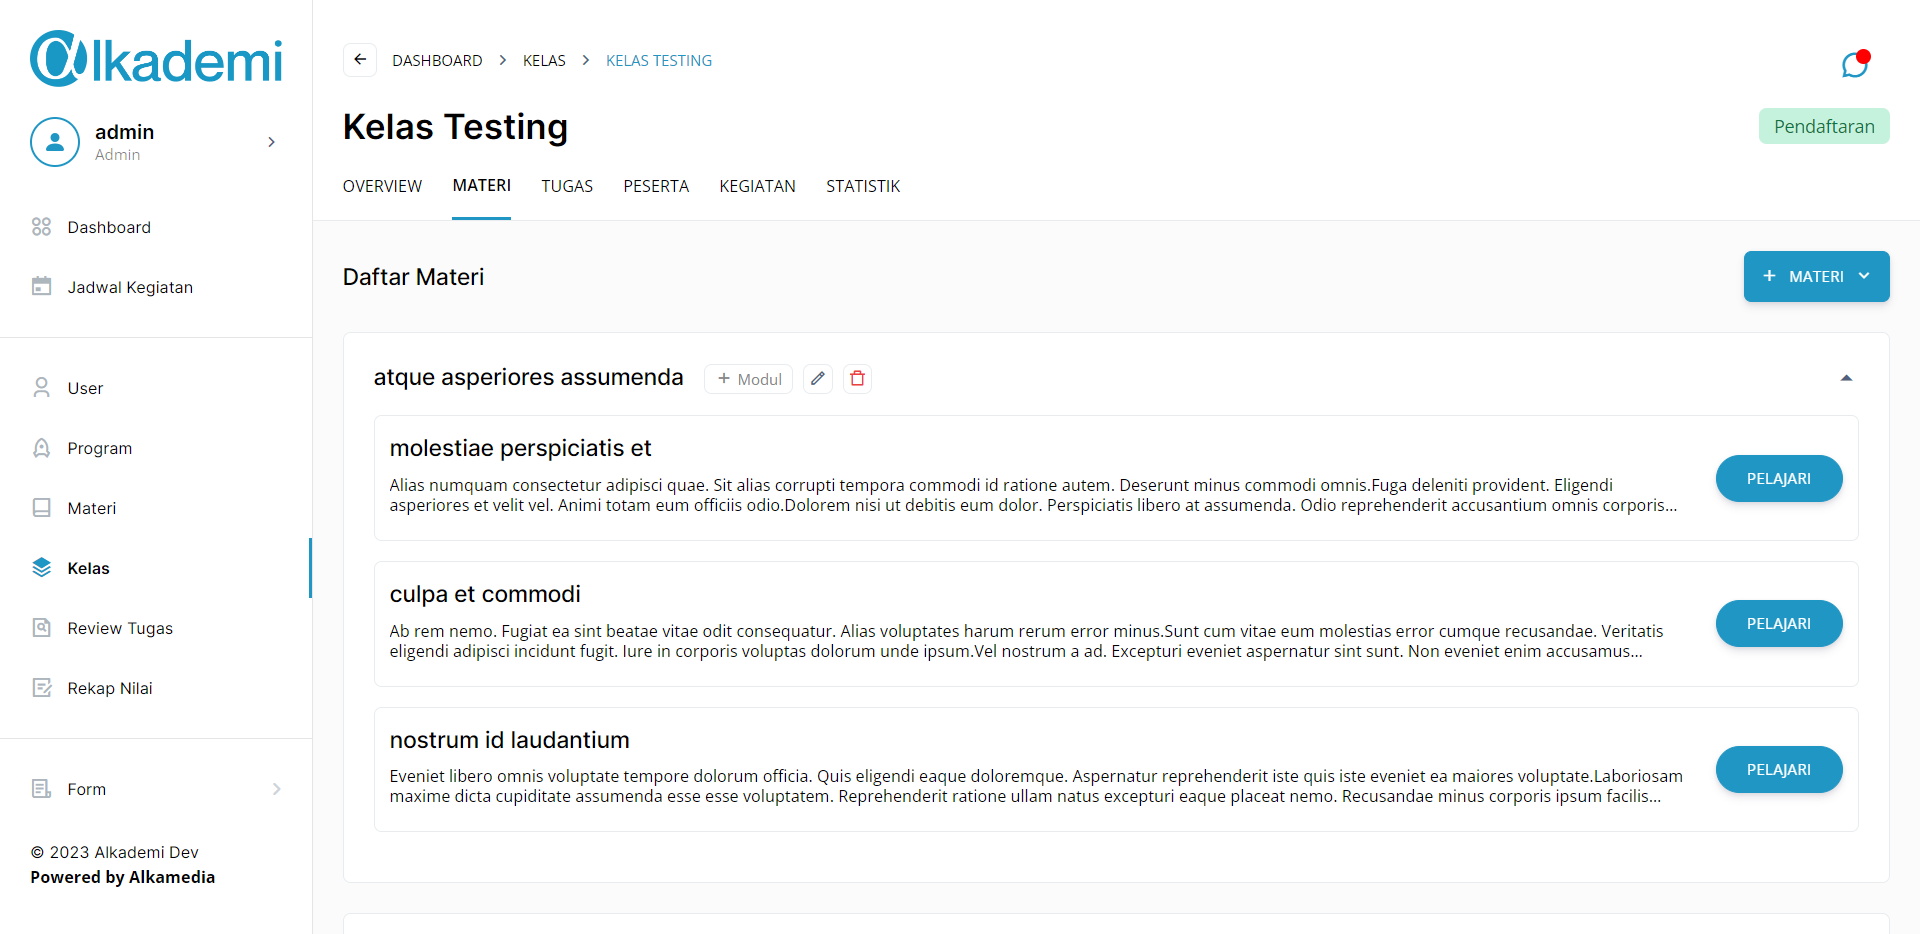 @lkademi
admin
Admin
Dashboard
Jadwal Kegiatan
User
Program
Materi
Kelas
Review Tugas
Rekap Nilai
Form
© 2023 Alkademi Dev
Powered by Alkamedia
DASHBOARD > KELAS > KELAS TESTING
Kelas Testing
Pendaftaran
OVERVIEW MATERI TUGAS PESERTA KEGIATAN STATISTIK
Daftar Materi
+ MATERI
atque asperiores assumenda + Modul
molestiae perspiciatis et
Alias numquam consectetur adipisci quae. Sit alias corrupti tempora commodi id ratione autem. Deserunt minus commodi omnis.Fuga deleniti provident. Eligendi
asperiores et velit vel. Animi totam eum officiis odio.Dolorem nisi ut debitis eum dolor. Perspiciatis libero at assumenda. Odio reprehenderit accusantium omnis corporis...
PELAJARI
culpa et commodi
Ab rem nemo. Fugiat ea sint beatae vitae odit consequatur. Alias voluptates harum rerum error minus.Sunt cum vitae eum molestias error cumque recusandae. Veritatis
eligendi adipisci incidunt fugit. Iure in corporis voluptas dolorum unde ipsum.Vel nostrum a ad. Excepturi eveniet aspernatur sint sunt. Non eveniet enim accusamus...
PELAJARI
nostrum id laudantium
Eveniet libero omnis voluptate tempore dolorum officia. Quis eligendi eaque doloremque. Aspernatur reprehenderit iste quis iste eveniet ea maiores voluptate.Laboriosam
maxime dicta cupiditate assumenda esse esse voluptatem. Reprehenderit ratione ullam natus excepturi eaque placeat nemo. Recusandae minus corporis ipsum facilis...
PELAJARI